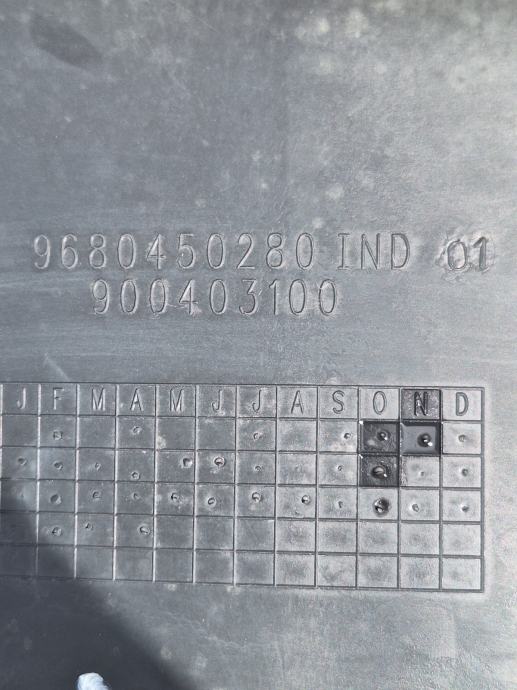 9680450280 IND 01
900403100
J F M A M J J A S O N D